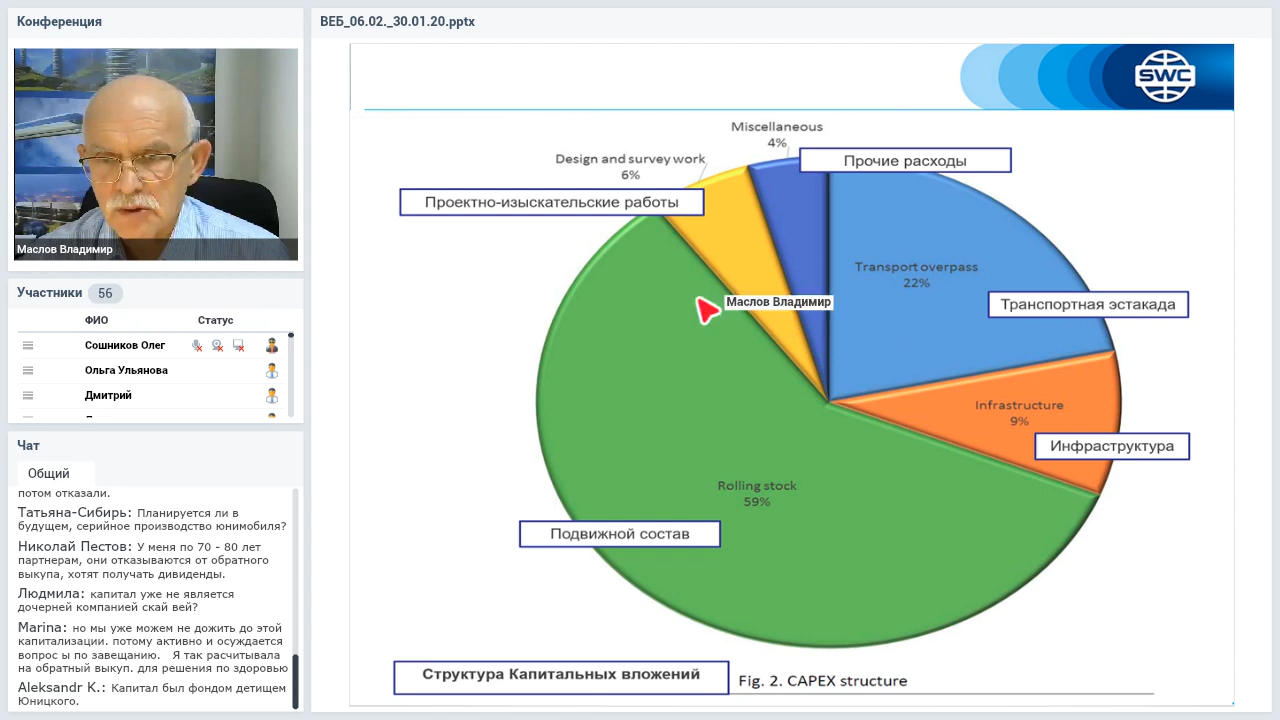 Конференция
Маслов Владимир
Участники 56
ФИО Статус
Сошников Олег
Ольга Ульянова
Дмитрий
Чат
Общий
потом отказали.
Татьяна-Сибирь: Планируется ли в
будущем, серийное производство юнимобиля?
Николай Пестов: У меня по 70 - 80 лет
партнерам, они отказываются от обратного
выкупа, хотят получать дивиденды.
Людмила: капитал уже не является
дочерней компанией скай вей?
Marina: но мы уже можем не дожить до этой
капитализации. потому активно и осуждается
вопрос ы по завещанию. Я так расчитывала
на обратный выкуп. для решения по здоровью
Aleksandr K.: Капитал был фондом детищем
Юницкого.
ВЕБ_06.02._30.01.20.pptx
SWC
Miscellaneous
4%
Прочие расходы
Design and survey work
6%
Проектно-изыскательские работы
Transport overpass
22%
Транспортная эстакада
Маслов Владимир
Infrastructure
9%
Инфраструктура
Rolling stock
59%
Подвижной состав
Структура Капитальных вложений
Fig. 2. CAPEX structure